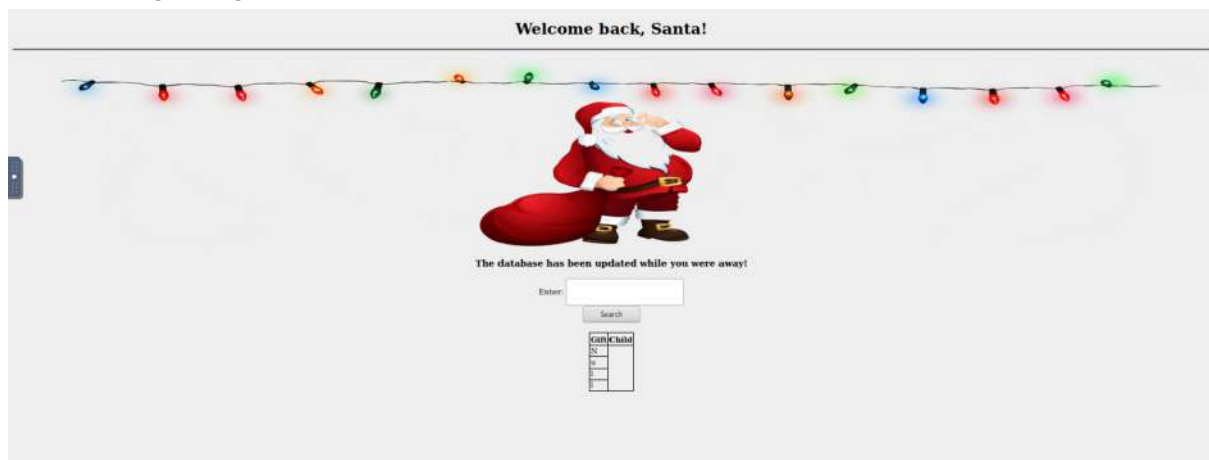 Welcome back, Santa!
The database has been updated while you were away!
Enter:
Search
Gift Child
N
u
l
l